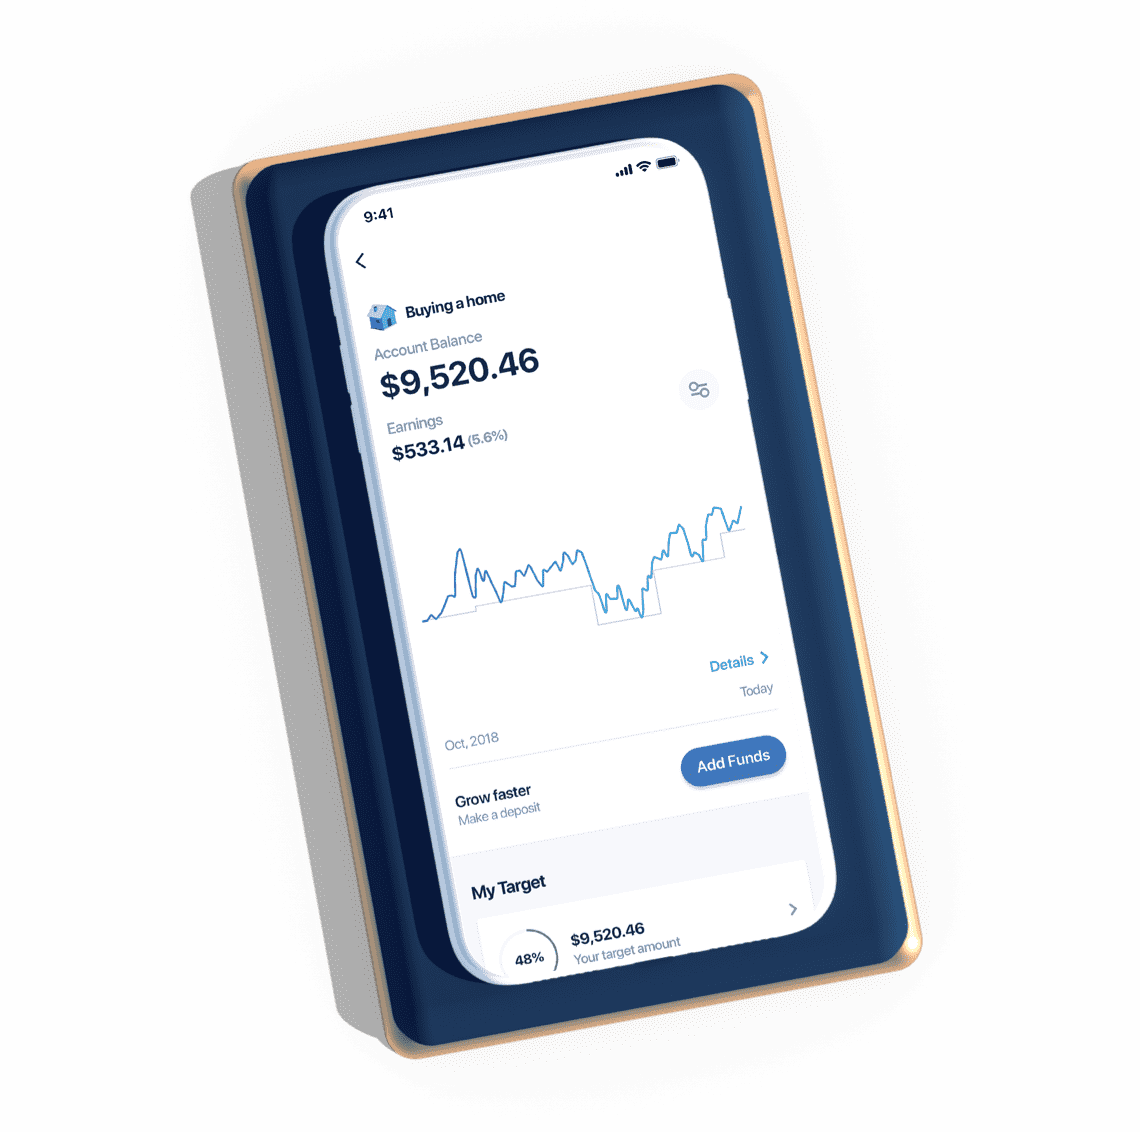 9:41
Buying a home
Account Balance
$9,520.46
Earnings
$533.14 (5.6%)
Details
Today
Oct, 2018
Grow faster
Make a deposit
Add Funds
My Target
48%
$9,520.46
Your target amount